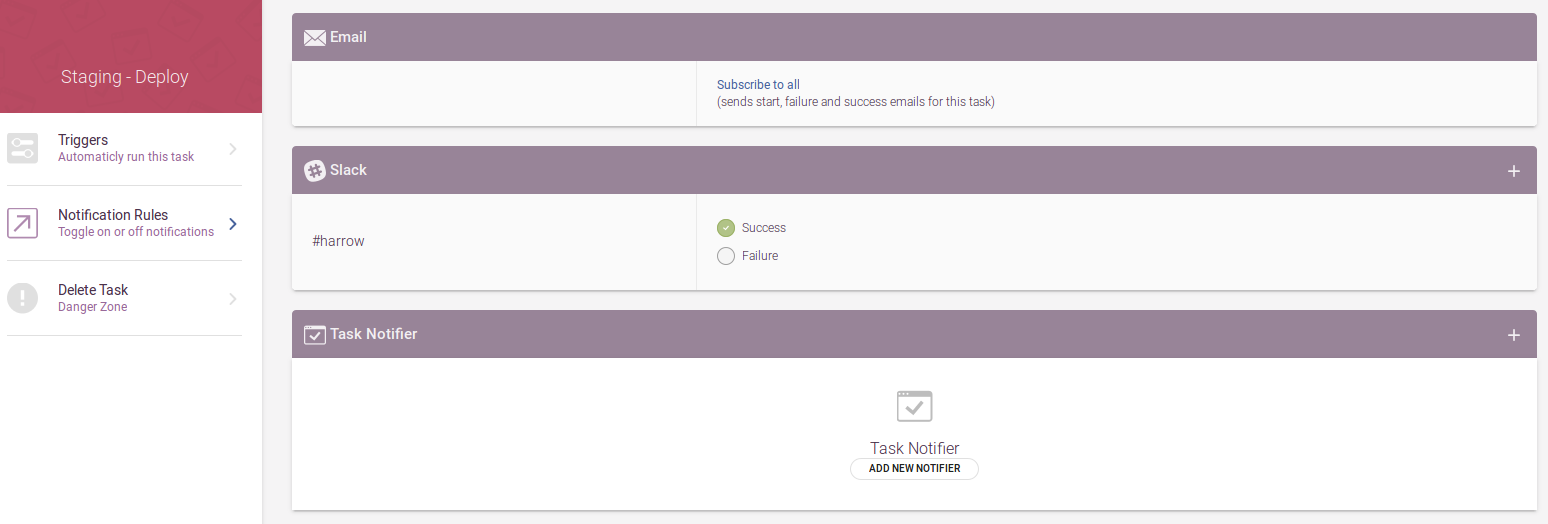 Staging - Deploy
Triggers
Automaticly run this task
Notification Rules
Toggle on or off notifications
Delete Task
Danger Zone
Email
Subscribe to all
(sends start, failure and success emails for this task)
Slack
#harrow
Success
Failure
Task Notifier
Task Notifier
ADD NEW NOTIFIER